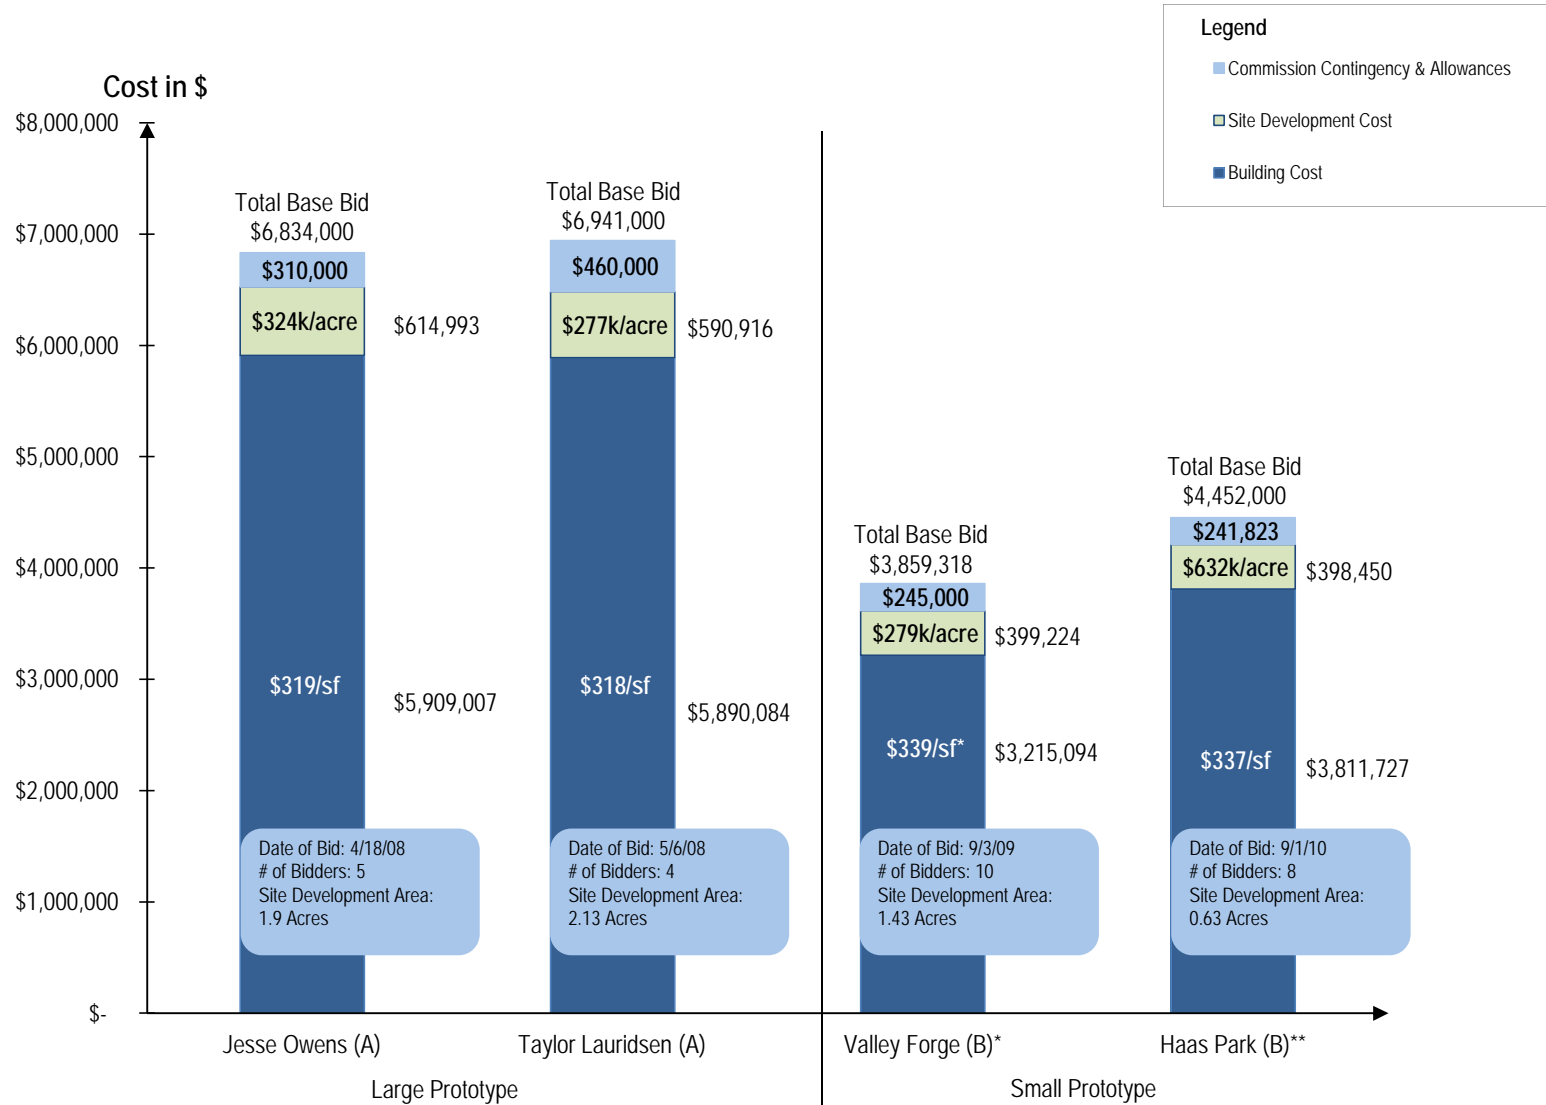 Legend
Commission Contingency & Allowances
Site Development Cost
Building Cost
Cost in $
$8,000,000
$7,000,000
$6,000,000
$5,000,000
$4,000,000
$3,000,000
$2,000,000
$1,000,000
$-
Total Base Bid
$6,834,000
$310,000
$324k/acre
$614,993
$319/sf
$5,909,007
Date of Bid: 4/18/08
# of Bidders: 5
Site Development Area:
1.9 Acres
Total Base Bid
$6,941,000
$460,000
$277k/acre
$590,916
$318/sf
$5,890,084
Date of Bid: 5/6/08
# of Bidders: 4
Site Development Area:
2.13 Acres
Total Base Bid
$3,859,318
$245,000
$279k/acre
$399,224
$339/sf*
$3,215,094
Date of Bid: 9/3/09
# of Bidders: 10
Site Development Area:
1.43 Acres
Total Base Bid
$4,452,000
$241,823
$632k/acre
$398,450
$337/sf
$3,811,727
Date of Bid: 9/1/10
# of Bidders: 8
Site Development Area:
0.63 Acres
Jesse Owens (A)
Taylor Lauridsen (A)
Valley Forge (B)*
Haas Park (B)**
Large Prototype
Small Prototype